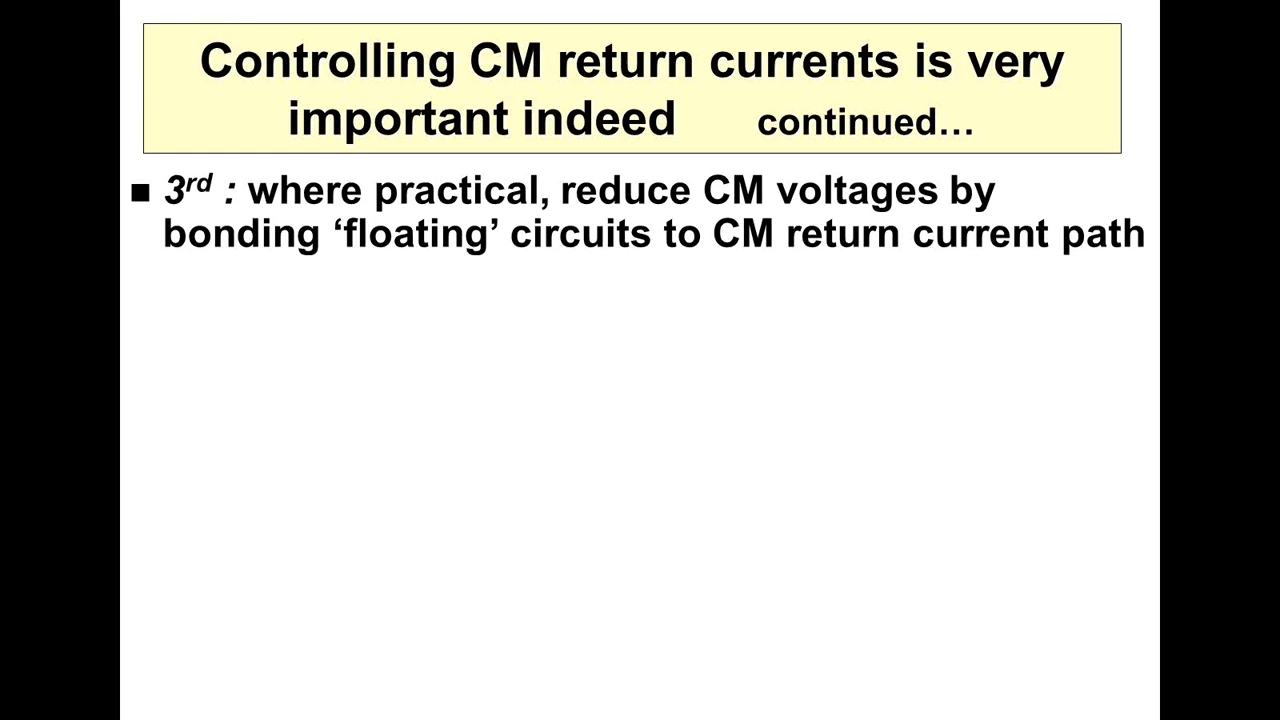 Controlling CM return currents is very
important indeed continued…
■ 3rd : where practical, reduce CM voltages by
bonding ‘floating’ circuits to CM return current path